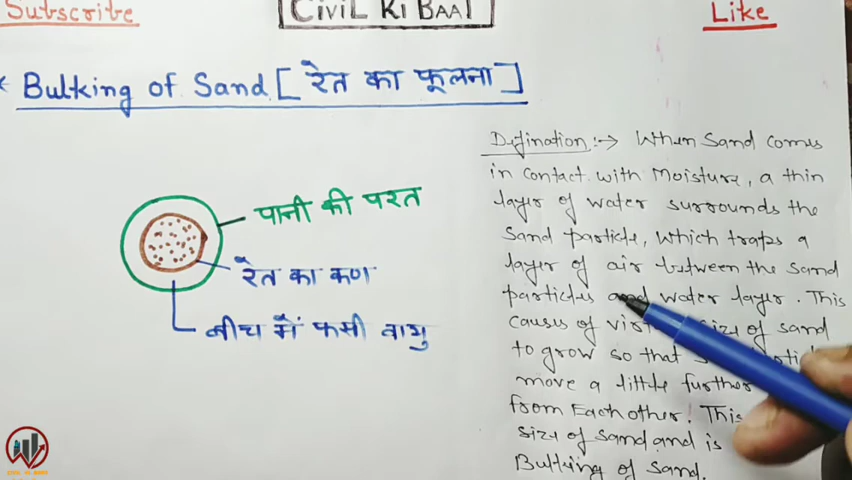 Subscribe
CIVIL KI BAAT
Like
* Bulking of Sand [रेत का फूलना]
पानी की परत
रेत का कण
बीच में फसी वायु
Defination :→ When Sand comes
in contact with Moisture, a thin
layer of water surrounds the
Sand particle, which traps a
layer of air between the sand
particles and water layer. This
causes of size of sand
to grow so that
move a little further
from Each other. This
size of sand and is
Bulking of Sand.